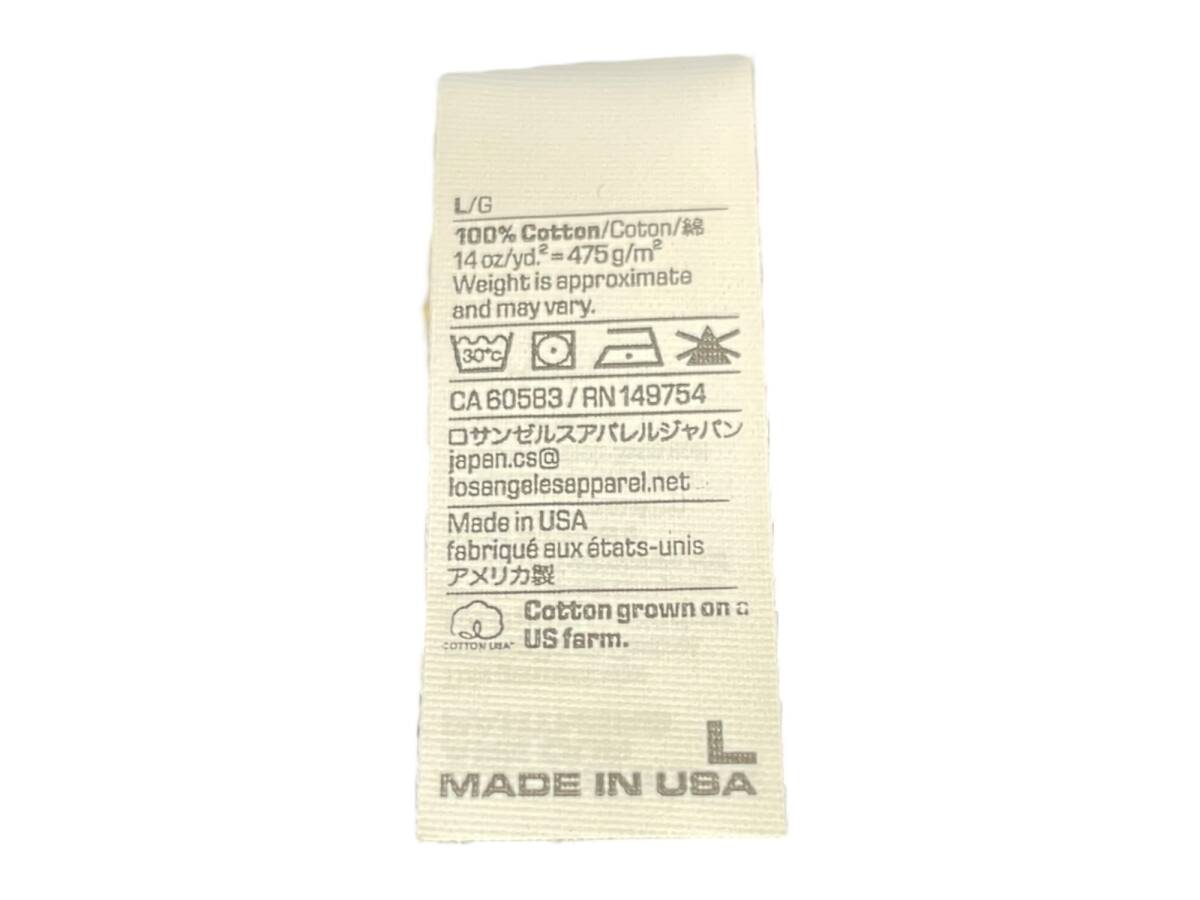 L/G
100% Cotton/Coton/綿
14 oz/yd.² = 475 g/m²
Weight is approximate
and may vary.
30°c
CA 60583 / RN 149754
ロサンゼルスアパレルジャパン
japan.cs@
losangelesapparel.net
Made in USA
fabriqué aux états-unis
アメリカ製
COTTON USA™
Cotton grown on a
US farm.
L
MADE IN USA